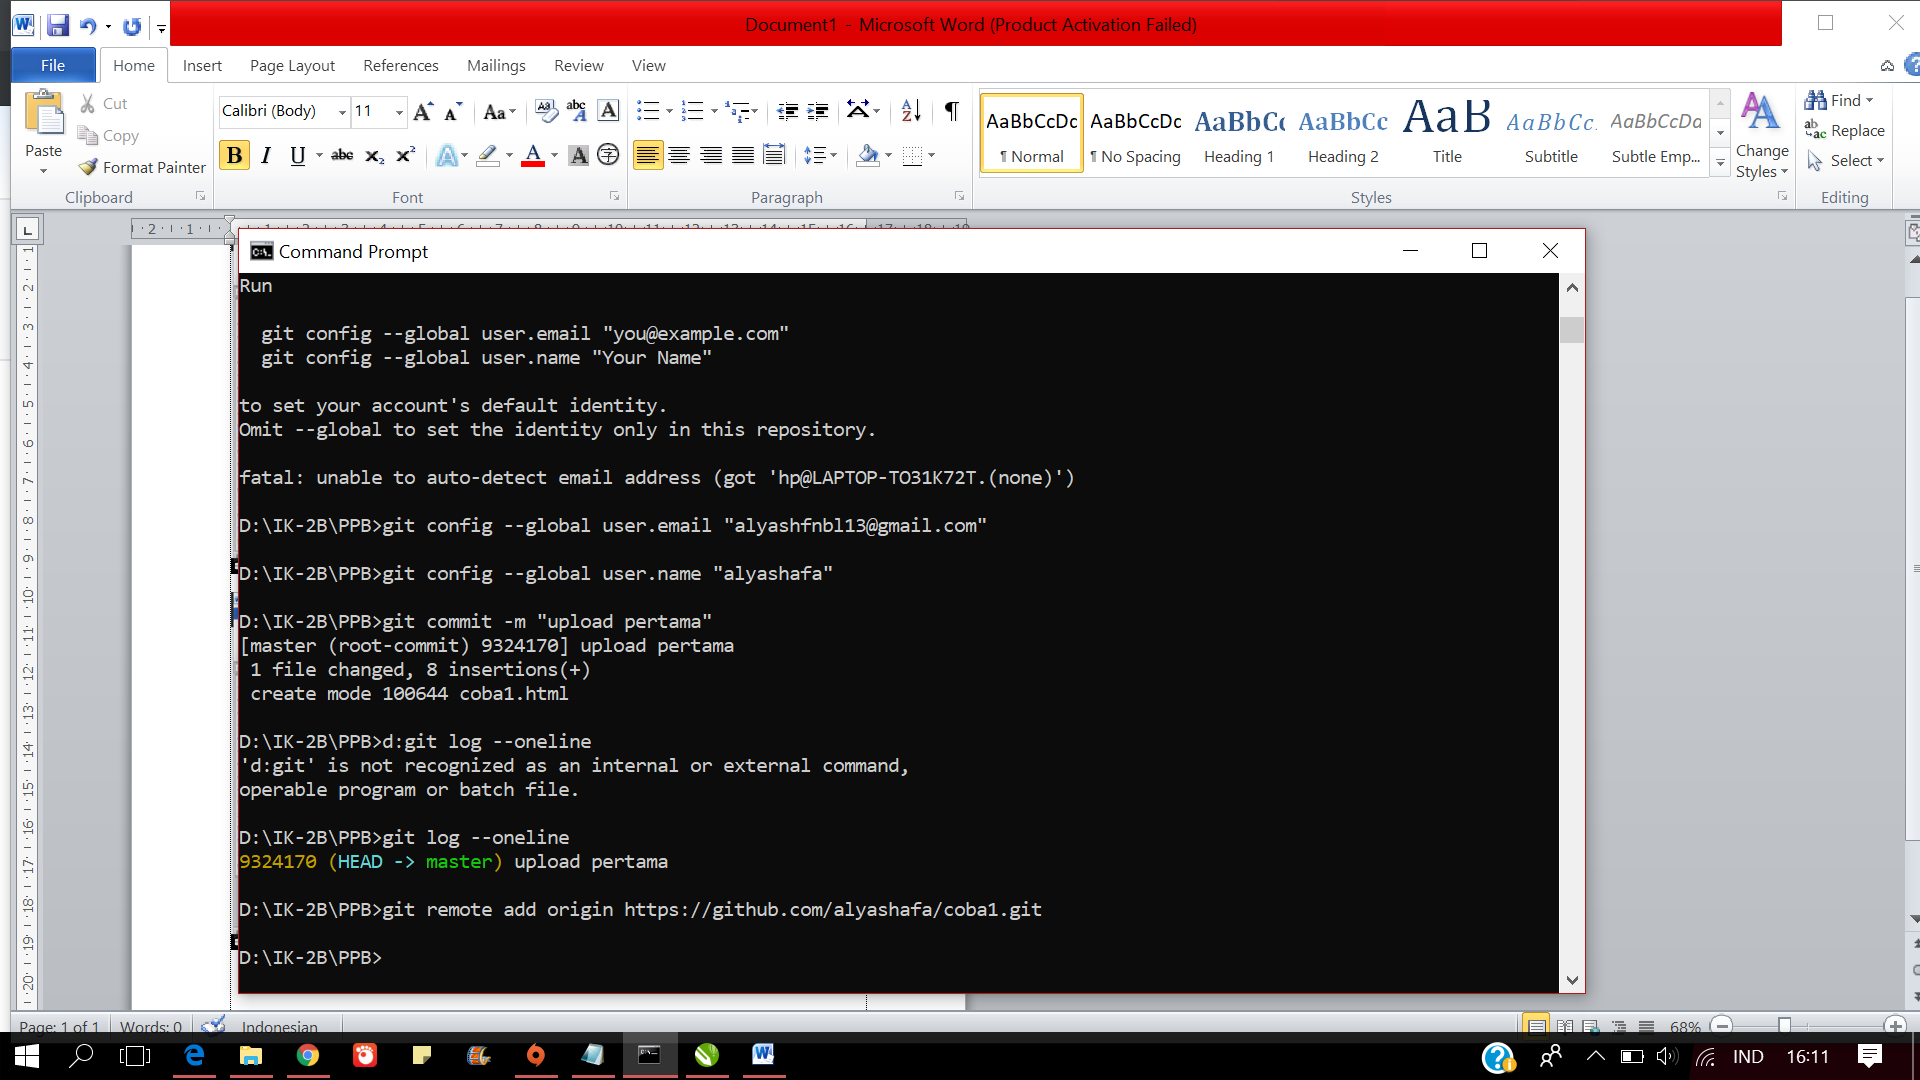 Document1 - Microsoft Word (Product Activation Failed)
File Home Insert Page Layout References Mailings Review View
Paste
Cut
Copy
Format Painter
Clipboard
Calibri (Body) 11
Font
Paragraph
AaBbCcDc AaBbCcDc AaBbC AaBbCc AaB AaBbCc. AaBbCcDa
¶ Normal ¶ No Spacing Heading 1 Heading 2 Title Subtitle Subtle Emp...
Change
Styles
Styles
Find
Replace
Select
Editing
Command Prompt
Run
git config --global user.email "you@example.com"
git config --global user.name "Your Name"
to set your account's default identity.
Omit --global to set the identity only in this repository.
fatal: unable to auto-detect email address (got 'hp@LAPTOP-TO31K72T.(none)')
D:\IK-2B\PPB>git config --global user.email "alyashfnbl13@gmail.com"
D:\IK-2B\PPB>git config --global user.name "alyashafa"
D:\IK-2B\PPB>git commit -m "upload pertama"
[master (root-commit) 9324170] upload pertama
1 file changed, 8 insertions(+)
create mode 100644 coba1.html
D:\IK-2B\PPB>d:git log --oneline
'd:git' is not recognized as an internal or external command,
operable program or batch file.
D:\IK-2B\PPB>git log --oneline
9324170 (HEAD -> master) upload pertama
D:\IK-2B\PPB>git remote add origin https://github.com/alyashafa/coba1.git
D:\IK-2B\PPB>
Page: 1 of 1 Words: 0 Indonesian 68%
IND 16:11